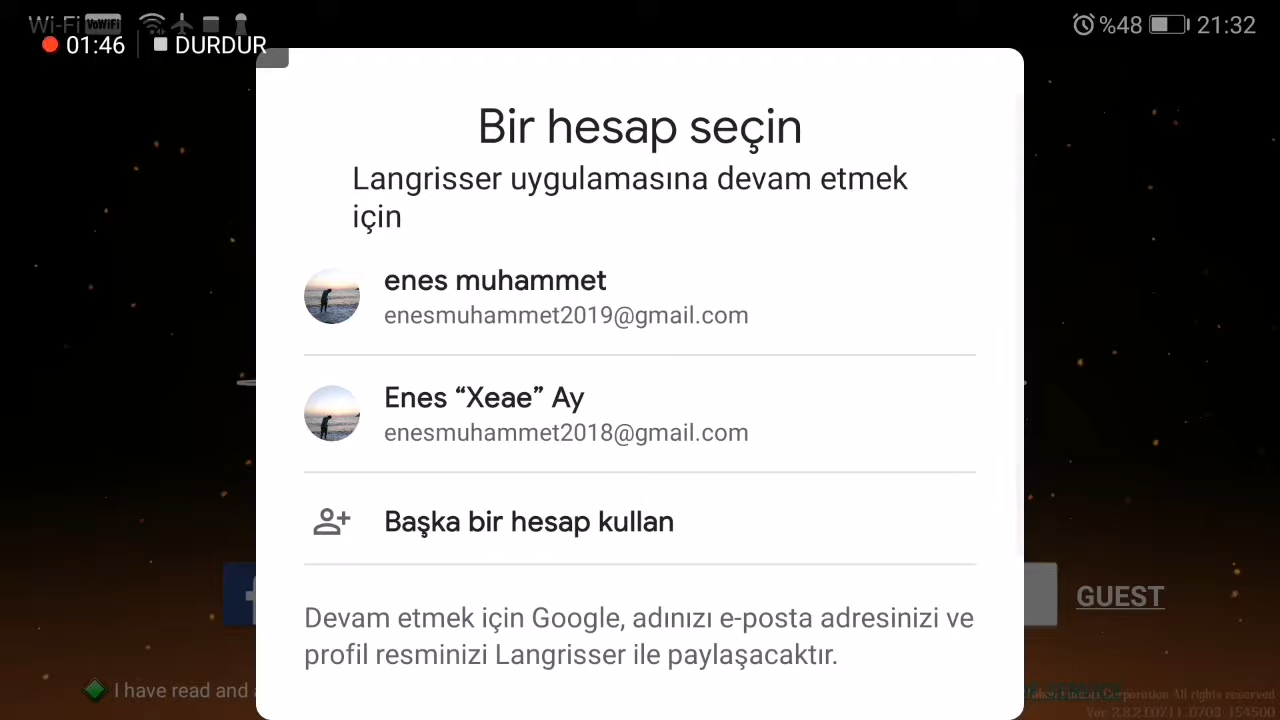 Wi-Fi VoWiFi %48 21:32
01:46 DURDUR
Bir hesap seçin
Langrisser uygulamasına devam etmek
için
enes muhammet
enesmuhammet2019@gmail.com
Enes “Xeae” Ay
enesmuhammet2018@gmail.com
Başka bir hesap kullan
f GUEST
Devam etmek için Google, adınızı e-posta adresinizi ve
profil resminizi Langrisser ile paylaşacaktır.
I have read and
Corporation All rights reserved